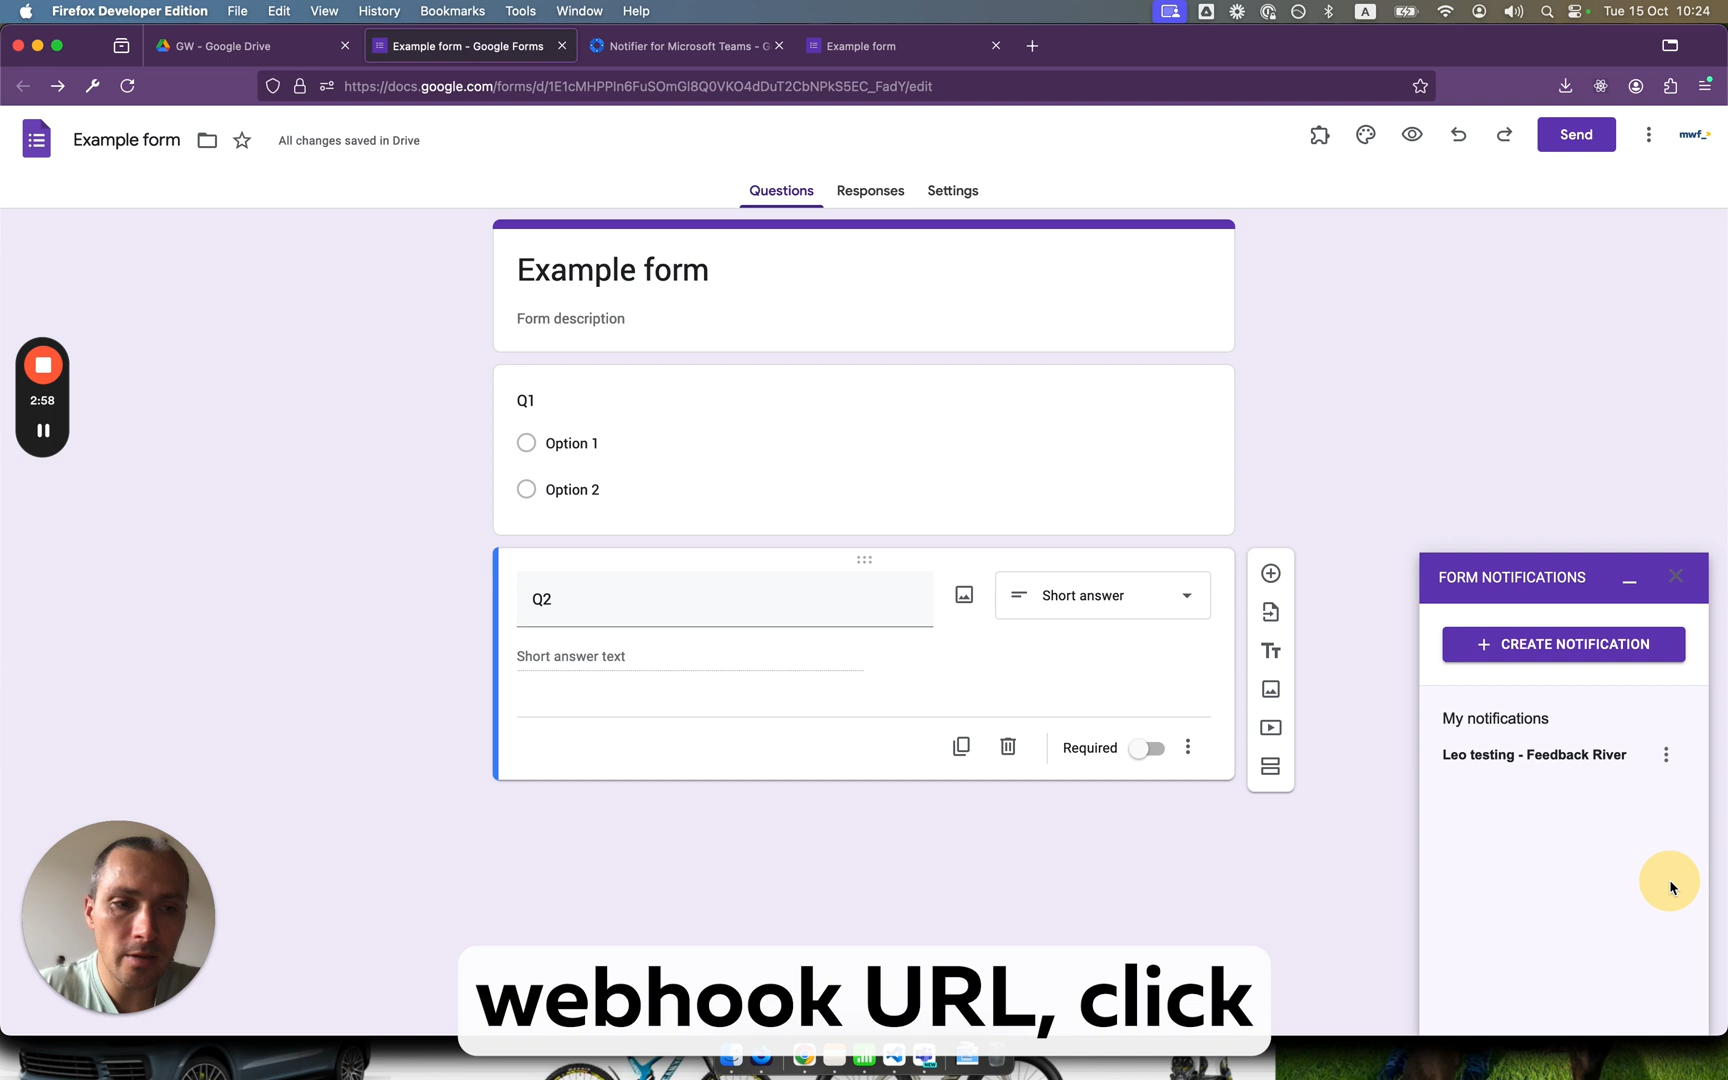 Firefox Developer Edition File Edit View History Bookmarks Tools Window Help A Tue 15 Oct 10:24
GW - Google Drive Example form - Google Forms Notifier for Microsoft Teams - G Example form
https://docs.google.com/forms/d/1E1cMHPPIn6FuSOmGI8Q0VKO4dDuT2CbNPkS5EC_FadY/edit
Example form All changes saved in Drive Send mwf_>
Questions Responses Settings
Example form
Form description
2:58
Q1
Option 1
Option 2
Q2 Short answer
Short answer text
Required
FORM NOTIFICATIONS
+ CREATE NOTIFICATION
My notifications
Leo testing - Feedback River
webhook URL, click